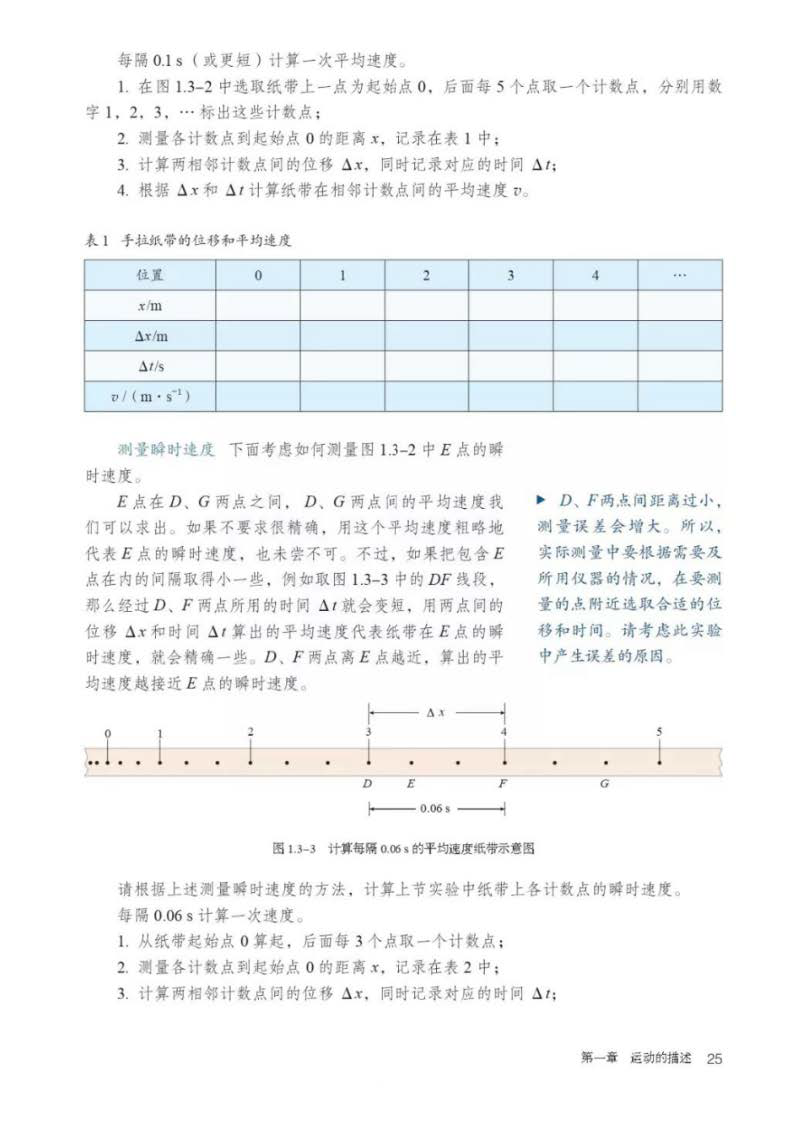 每隔 0.1 s（或更短）计算一次平均速度。
1. 在图 1.3-2 中选取纸带上一点为起始点 0，后面每 5 个点取一个计数点，分别用数
字 1，2，3，… 标出这些计数点；
2. 测量各计数点到起始点 0 的距离 x，记录在表 1 中；
3. 计算两相邻计数点间的位移 Δx，同时记录对应的时间 Δt；
4. 根据 Δx 和 Δt 计算纸带在相邻计数点间的平均速度 v。
表 1 手拉纸带的位移和平均速度
位置 0 1 2 3 4 …
x/m
Δx/m
Δt/s
v /（m · s⁻¹）
测量瞬时速度 下面考虑如何测量图 1.3-2 中 E 点的瞬
时速度。
E 点在 D、G 两点之间，D、G 两点间的平均速度我
们可以求出。如果不要求很精确，用这个平均速度粗略地
代表 E 点的瞬时速度，也未尝不可。不过，如果把包含 E
点在内的间隔取得小一些，例如取图 1.3-3 中的 DF 线段，
那么经过 D、F 两点所用的时间 Δt 就会变短，用两点间的
位移 Δx 和时间 Δt 算出的平均速度代表纸带在 E 点的瞬
时速度，就会精确一些。D、F 两点离 E 点越近，算出的平
均速度越接近 E 点的瞬时速度。
▶ D、F两点间距离过小，
测量误差会增大。所以，
实际测量中要根据需要及
所用仪器的情况，在要测
量的点附近选取合适的位
移和时间。请考虑此实验
中产生误差的原因。
Δx
0 1 2 3 4 5
D E F G
0.06 s
图 1.3-3 计算每隔 0.06 s 的平均速度纸带示意图
请根据上述测量瞬时速度的方法，计算上节实验中纸带上各计数点的瞬时速度。
每隔 0.06 s 计算一次速度。
1. 从纸带起始点 0 算起，后面每 3 个点取一个计数点；
2. 测量各计数点到起始点 0 的距离 x，记录在表 2 中；
3. 计算两相邻计数点间的位移 Δx，同时记录对应的时间 Δt；
第一章 运动的描述 25